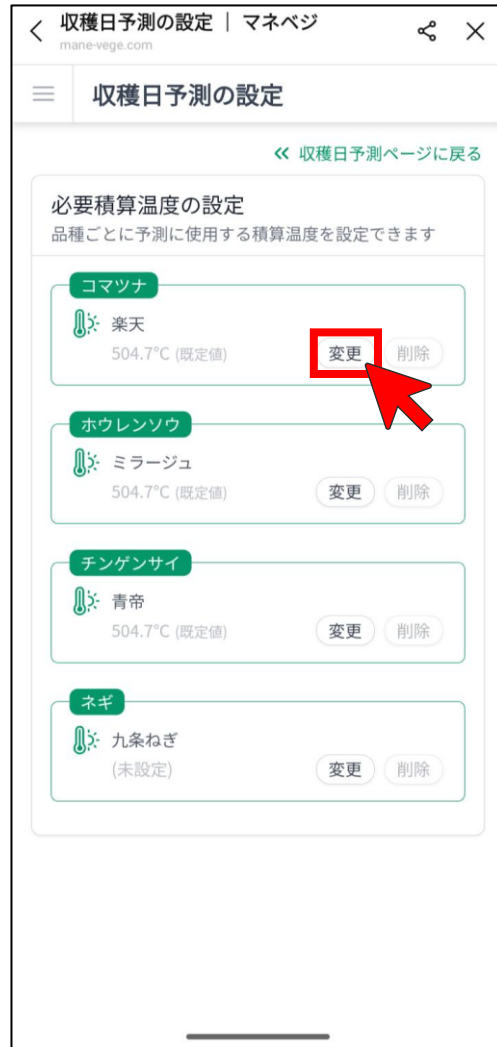 収穫日予測の設定 | マネベジ
mane-vege.com
収穫日予測の設定
« 収穫日予測ページに戻る
必要積算温度の設定
品種ごとに予測に使用する積算温度を設定できます
コマツナ
楽天
504.7°C (既定値)
変更 削除
ホウレンソウ
ミラージュ
504.7°C (既定値)
変更 削除
チンゲンサイ
青帝
504.7°C (既定値)
変更 削除
ネギ
九条ねぎ
(未設定)
変更 削除